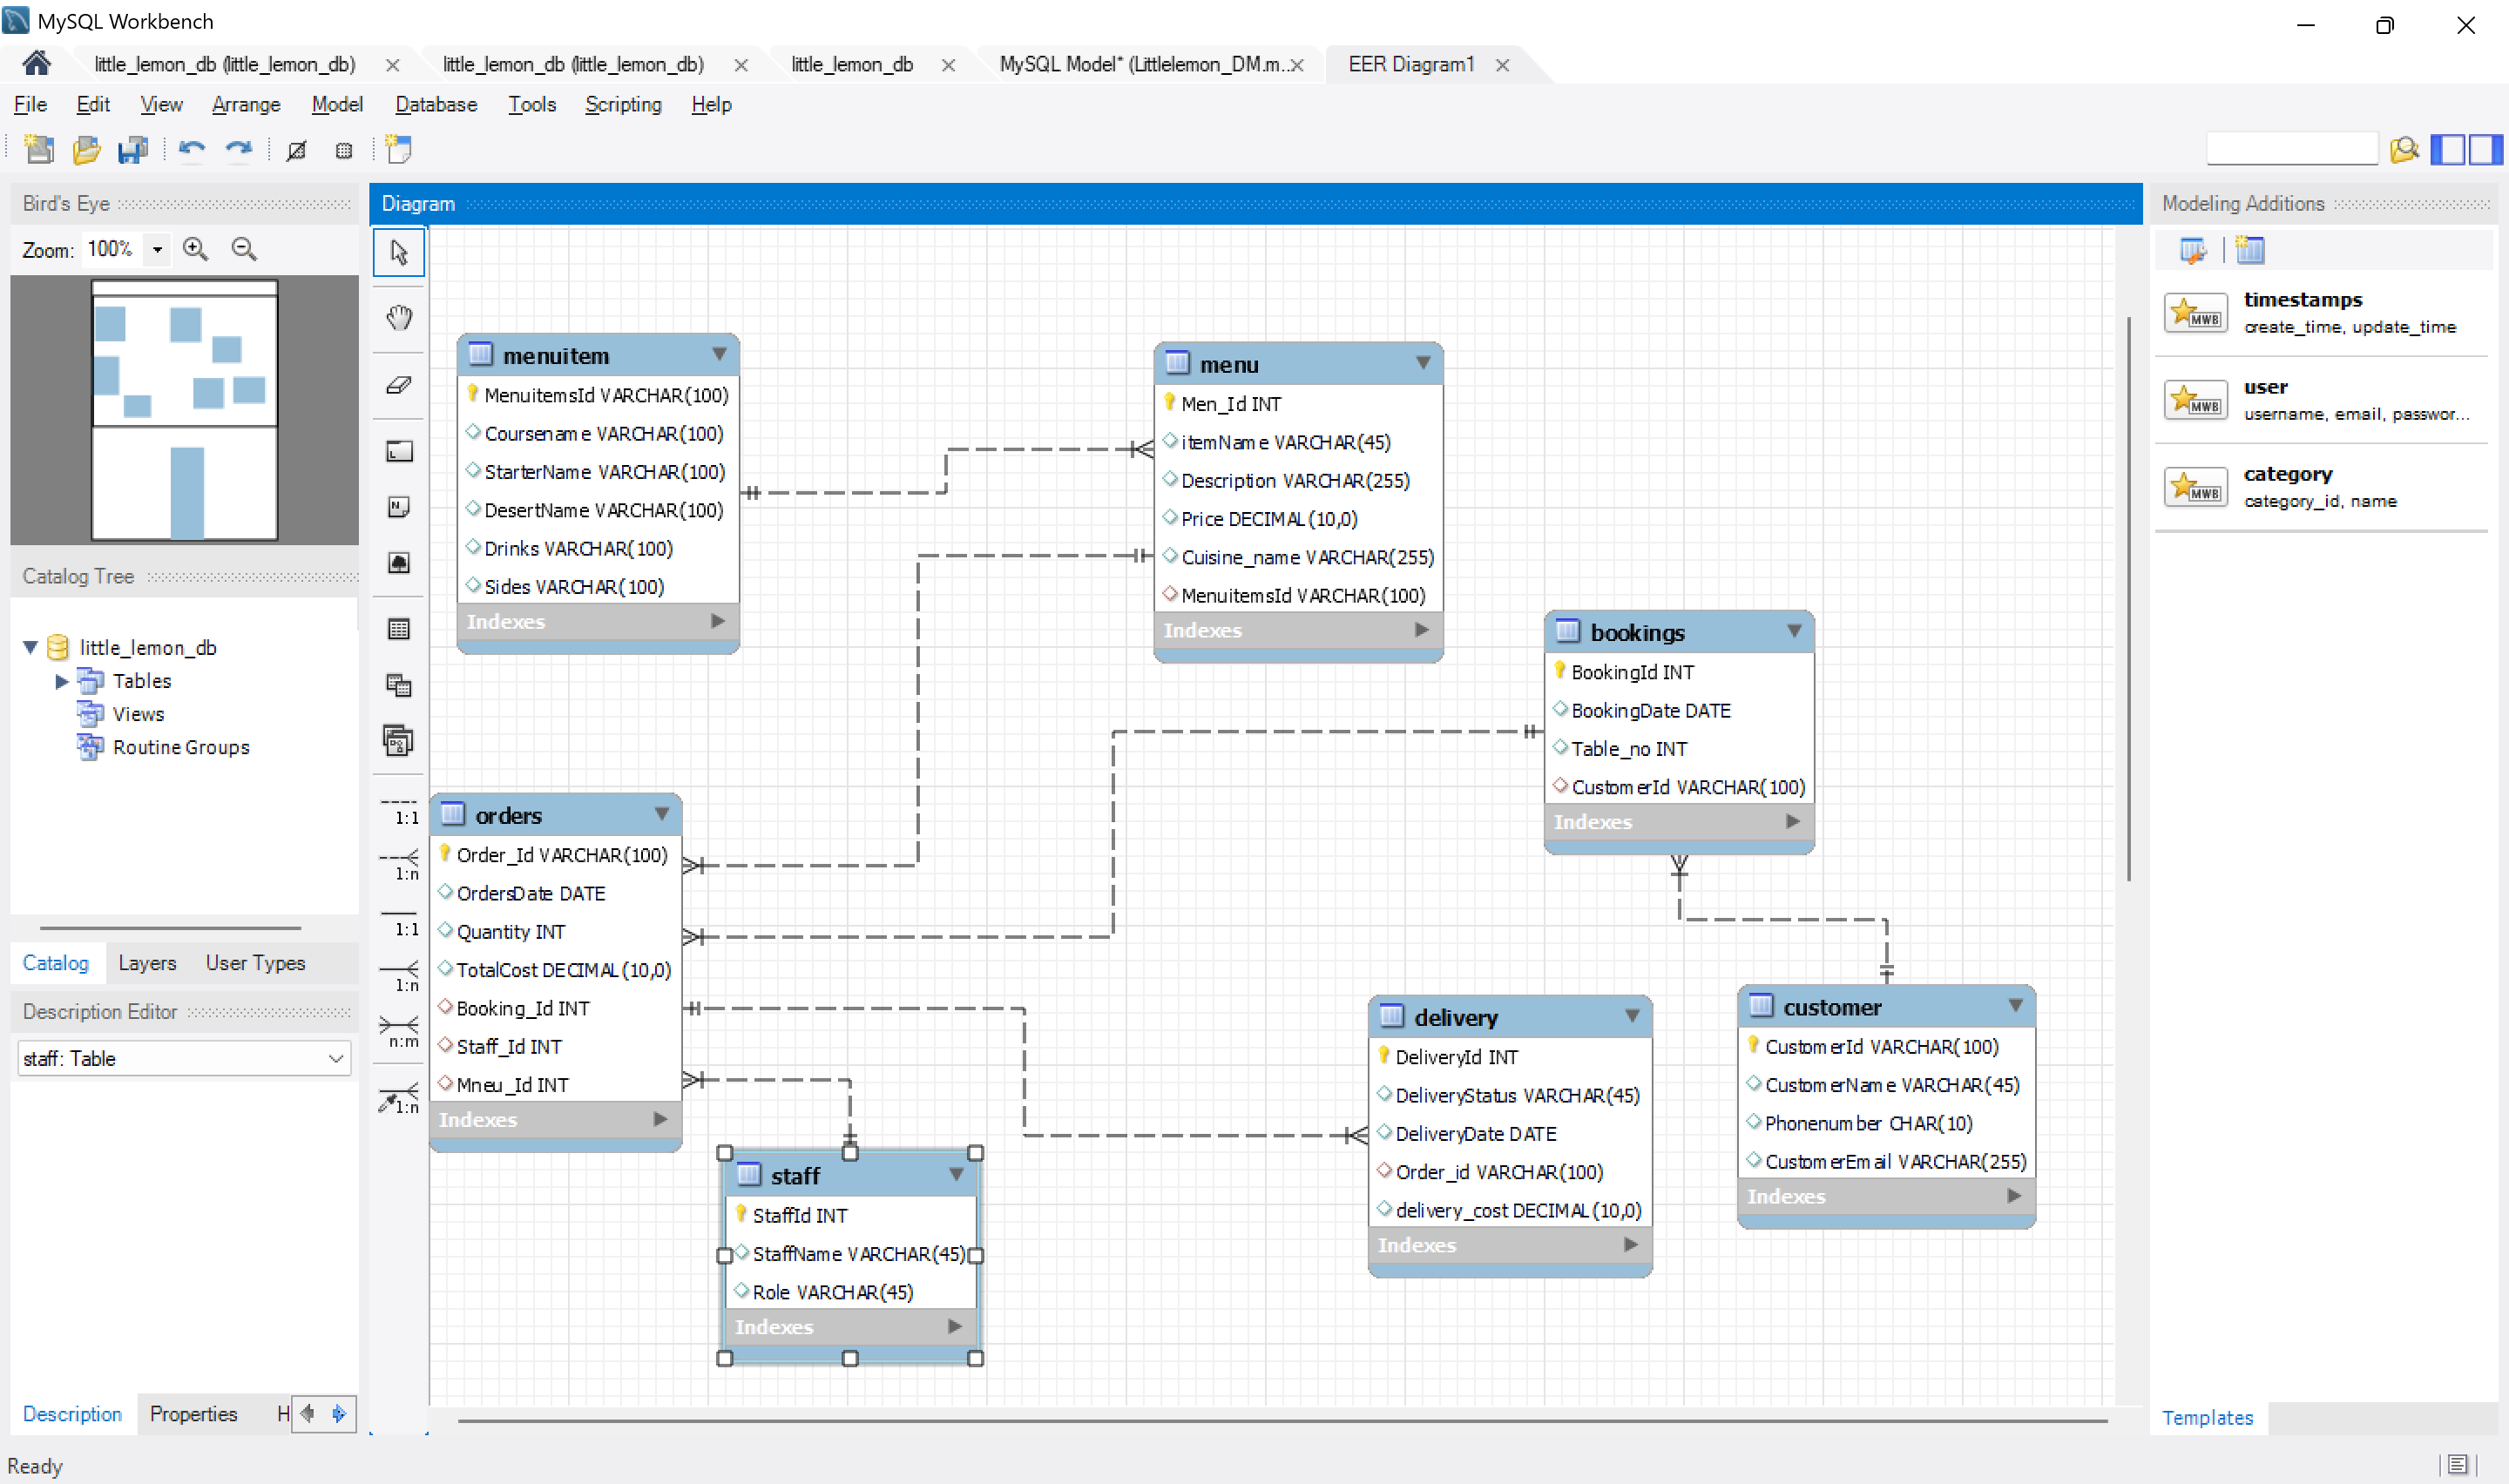 MySQL Workbench
little_lemon_db (little_lemon_db)
little_lemon_db (little_lemon_db)
little_lemon_db
MySQL Model* (Littlelemon_DM.m...
EER Diagram1
File Edit View Arrange Model Database Tools Scripting Help
Bird's Eye
Zoom: 100%
Catalog Tree
little_lemon_db
Tables
Views
Routine Groups
Catalog Layers User Types
Description Editor
staff: Table
Description Properties H
Ready
Diagram
1:1
1:n
1:1
1:n
n:m
1:n
menuitem
MenuitemsId VARCHAR(100)
Coursename VARCHAR(100)
StarterName VARCHAR(100)
DesertName VARCHAR(100)
Drinks VARCHAR(100)
Sides VARCHAR(100)
Indexes
menu
Men_Id INT
itemName VARCHAR(45)
Description VARCHAR(255)
Price DECIMAL(10,0)
Cuisine_name VARCHAR(255)
MenuitemsId VARCHAR(100)
Indexes
bookings
BookingId INT
BookingDate DATE
Table_no INT
CustomerId VARCHAR(100)
Indexes
orders
Order_Id VARCHAR(100)
OrdersDate DATE
Quantity INT
TotalCost DECIMAL(10,0)
Booking_Id INT
Staff_Id INT
Mneu_Id INT
Indexes
delivery
DeliveryId INT
DeliveryStatus VARCHAR(45)
DeliveryDate DATE
Order_id VARCHAR(100)
delivery_cost DECIMAL(10,0)
Indexes
customer
CustomerId VARCHAR(100)
CustomerName VARCHAR(45)
Phonenumber CHAR(10)
CustomerEmail VARCHAR(255)
Indexes
staff
StaffId INT
StaffName VARCHAR(45)
Role VARCHAR(45)
Indexes
Modeling Additions
MWB
timestamps
create_time, update_time
MWB
user
username, email, passwor...
MWB
category
category_id, name
Templates